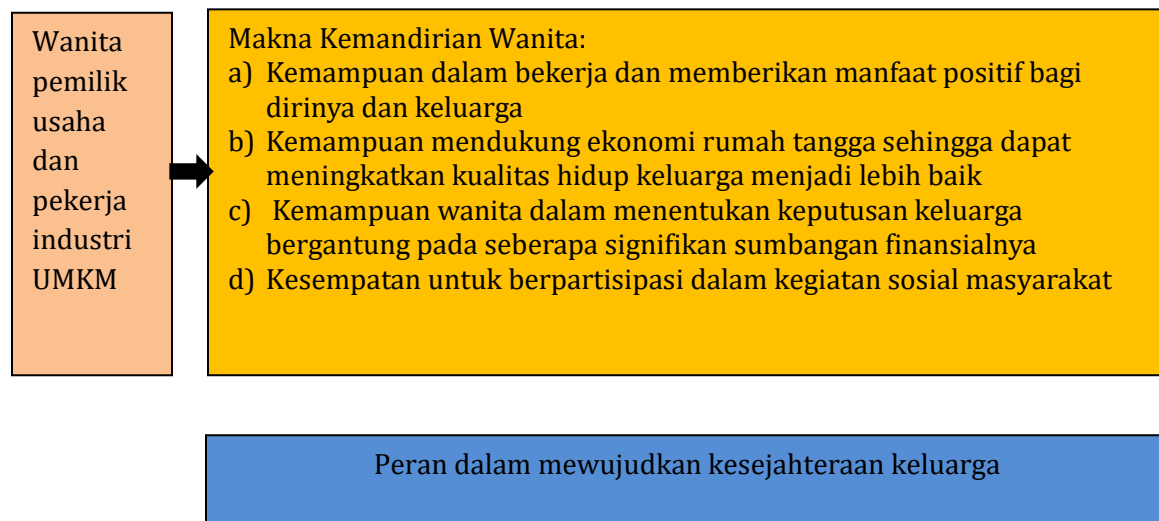 Wanita
pemilik
usaha
dan
pekerja
industri
UMKM
Makna Kemandirian Wanita:
a) Kemampuan dalam bekerja dan memberikan manfaat positif bagi
dirinya dan keluarga
b) Kemampuan mendukung ekonomi rumah tangga sehingga dapat
meningkatkan kualitas hidup keluarga menjadi lebih baik
c) Kemampuan wanita dalam menentukan keputusan keluarga
bergantung pada seberapa signifikan sumbangan finansialnya
d) Kesempatan untuk berpartisipasi dalam kegiatan sosial masyarakat
Peran dalam mewujudkan kesejahteraan keluarga